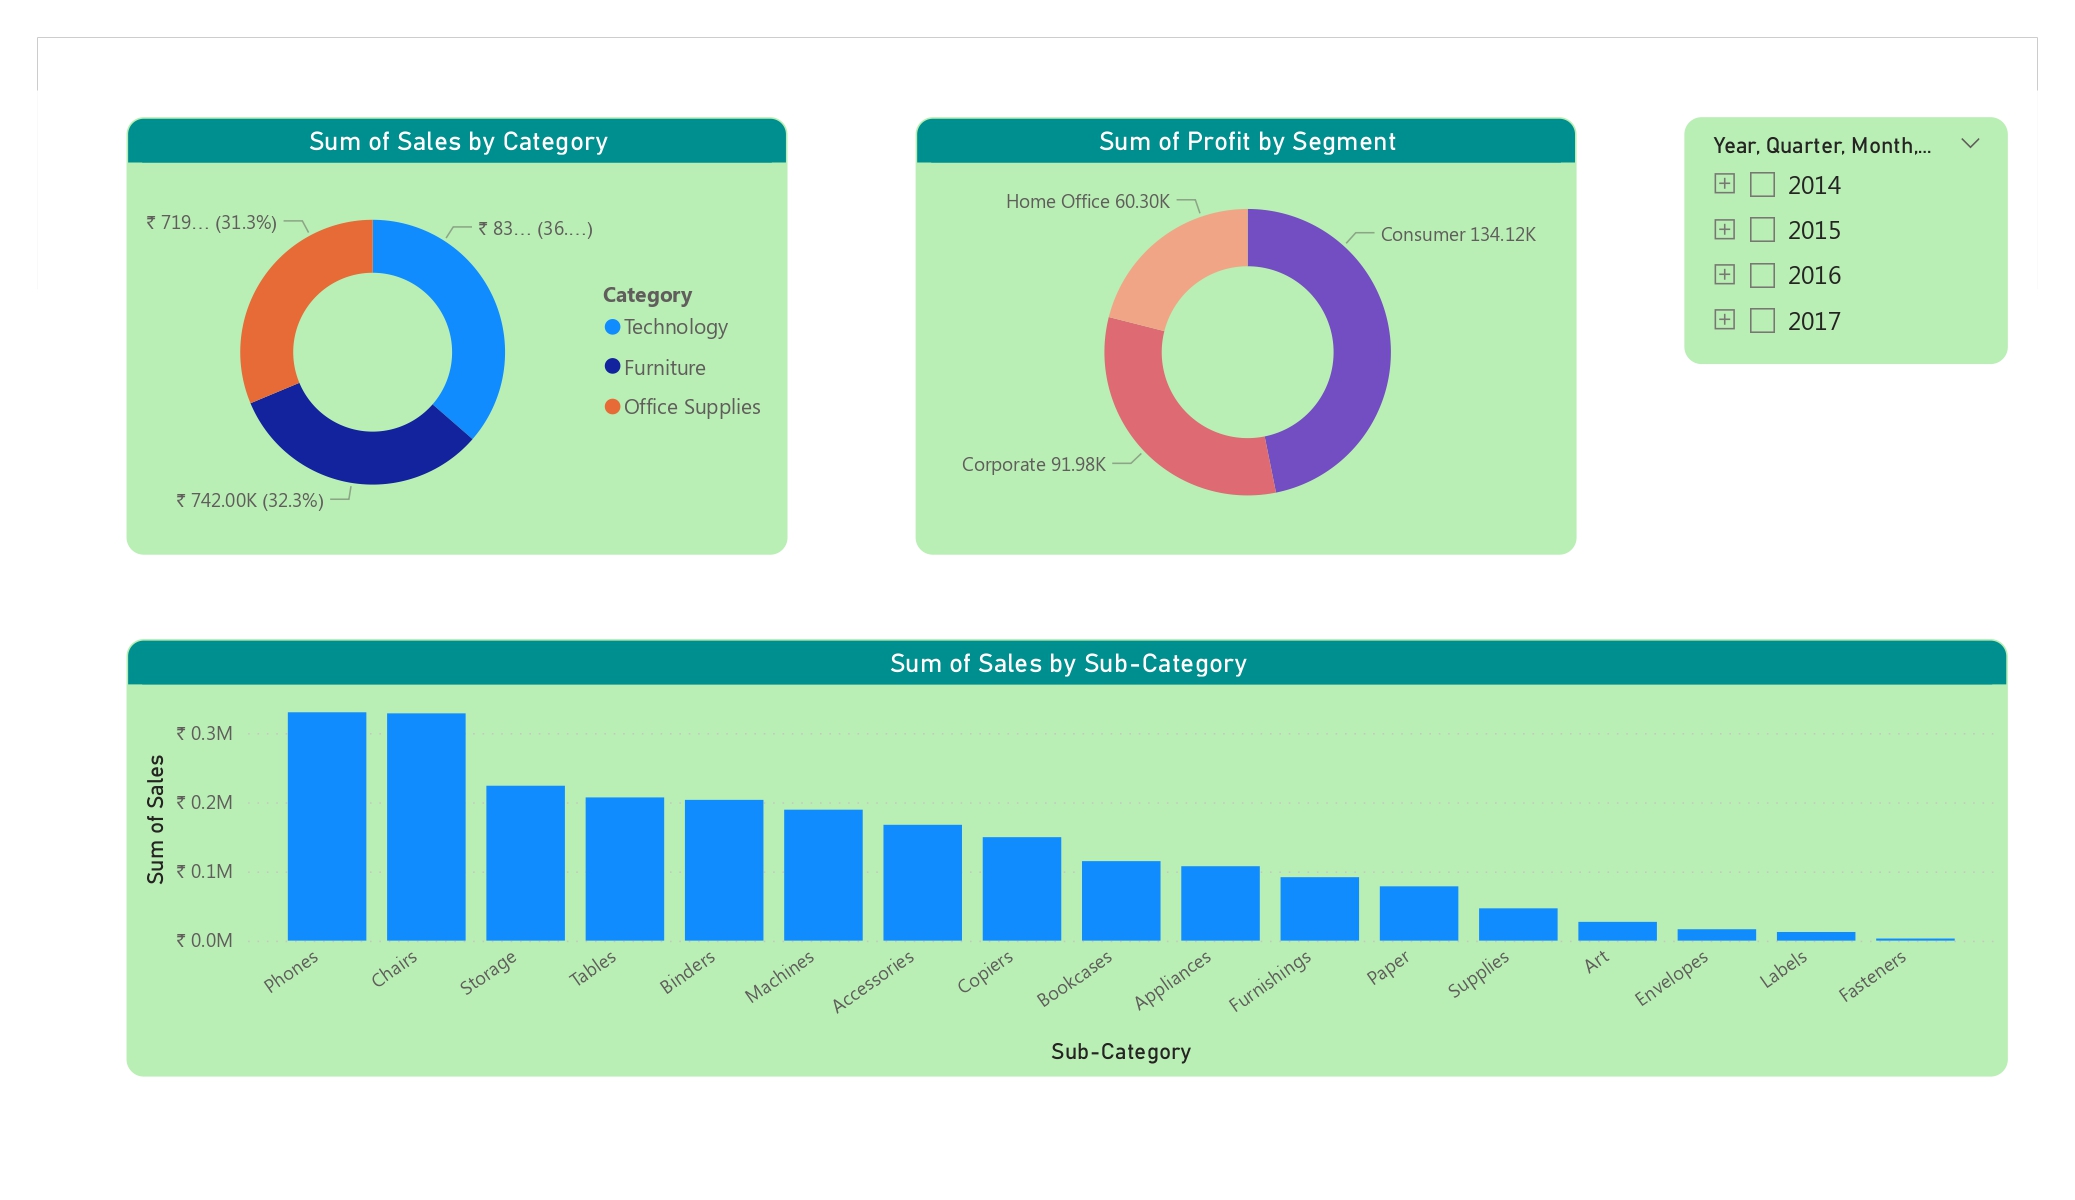 Sum of Sales by Category
₹ 719... (31.3%)
₹ 83... (36....)
Category
Technology
Furniture
Office Supplies
₹ 742.00K (32.3%)
Sum of Profit by Segment
Home Office 60.30K
Consumer 134.12K
Corporate 91.98K
Year, Quarter, Month,...
2014
2015
2016
2017
Sum of Sales by Sub-Category
Sum of Sales
₹ 0.3M
₹ 0.2M
₹ 0.1M
₹ 0.0M
Phones
Chairs
Storage
Tables
Binders
Machines
Accessories
Copiers
Bookcases
Appliances
Furnishings
Paper
Supplies
Art
Envelopes
Labels
Fasteners
Sub-Category